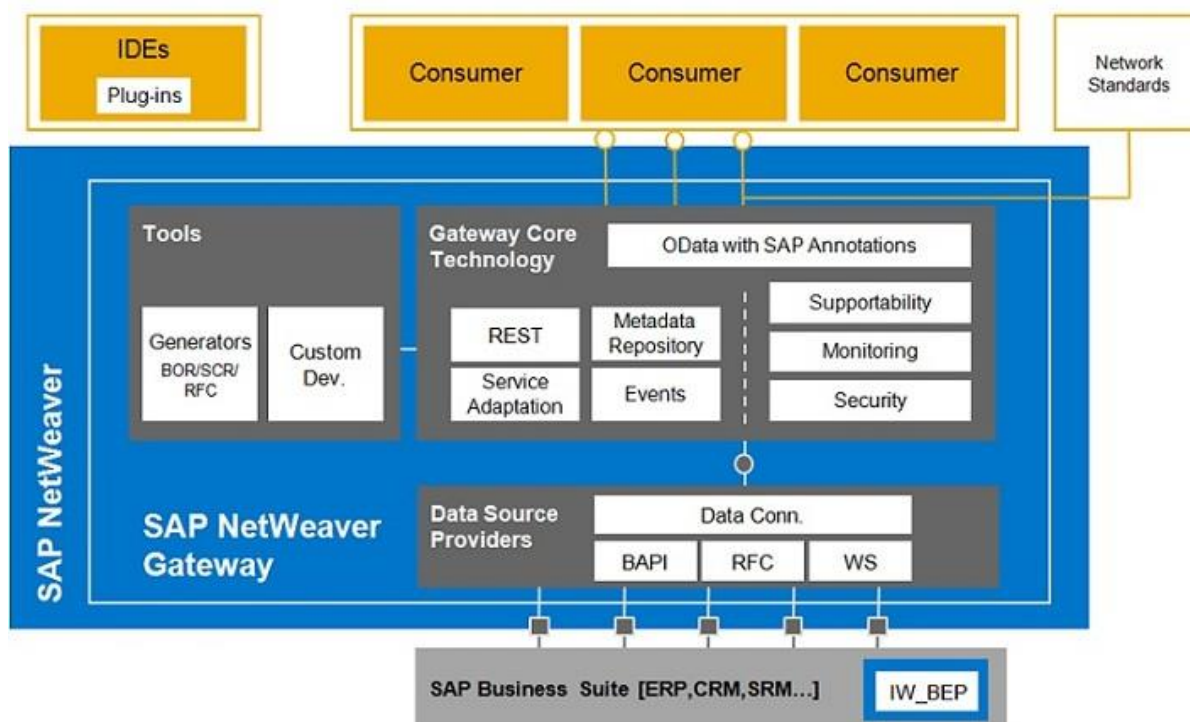 IDEs
Plug-ins
Consumer
Consumer
Consumer
Network
Standards
SAP NetWeaver
Tools
Generators
BOR/SCR/
RFC
Custom
Dev.
Gateway Core
Technology
OData with SAP Annotations
REST
Metadata
Repository
Service
Adaptation
Events
Supportability
Monitoring
Security
SAP NetWeaver
Gateway
Data Source
Providers
Data Conn.
BAPI
RFC
WS
SAP Business Suite [ERP,CRM,SRM...]
IW_BEP